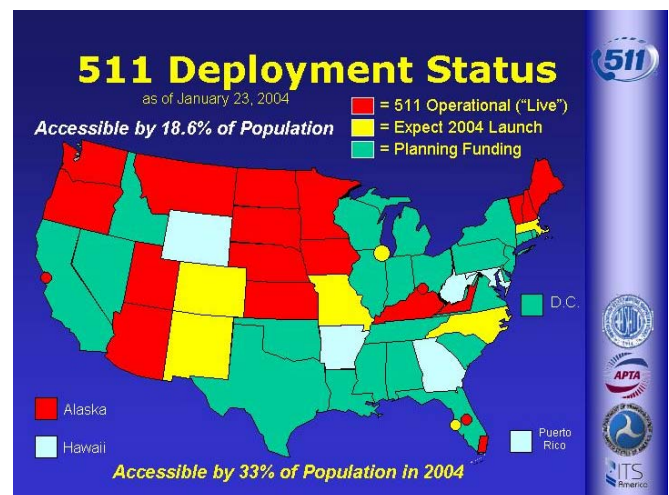 511 Deployment Status
as of January 23, 2004
511
= 511 Operational ("Live")
= Expect 2004 Launch
= Planning Funding
Accessible by 18.6% of Population
D.C.
Alaska
Hawaii
Puerto
Rico
Accessible by 33% of Population in 2004
APTA
ITS
America